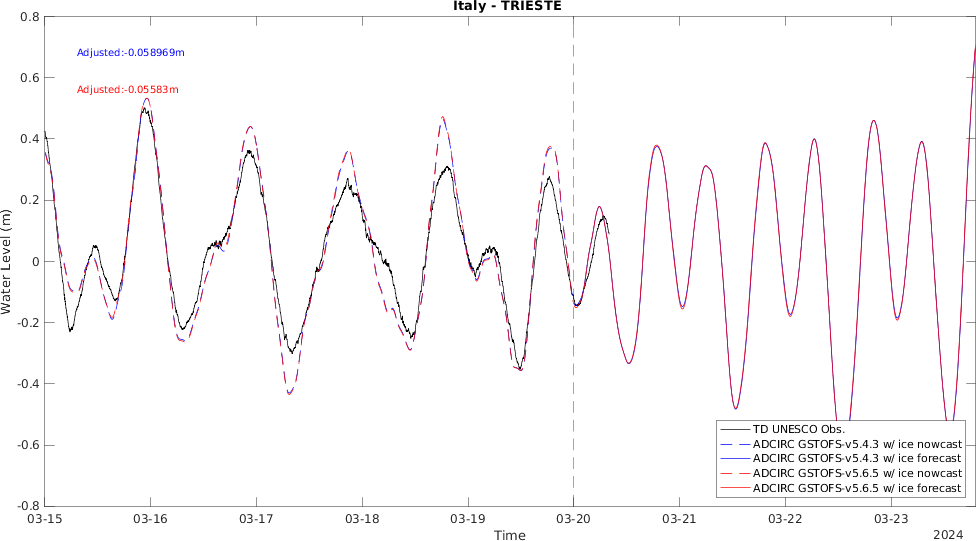 Italy - TRIESTE
0.8
0.6
0.4
0.2
0
-0.2
-0.4
-0.6
-0.8
Water Level (m)
Adjusted:-0.058969m
Adjusted:-0.05583m
TD UNESCO Obs.
ADCIRC GSTOFS-v5.4.3 w/ ice nowcast
ADCIRC GSTOFS-v5.4.3 w/ ice forecast
ADCIRC GSTOFS-v5.6.5 w/ ice nowcast
ADCIRC GSTOFS-v5.6.5 w/ ice forecast
03-15 03-16 03-17 03-18 03-19 03-20 03-21 03-22 03-23
Time
2024